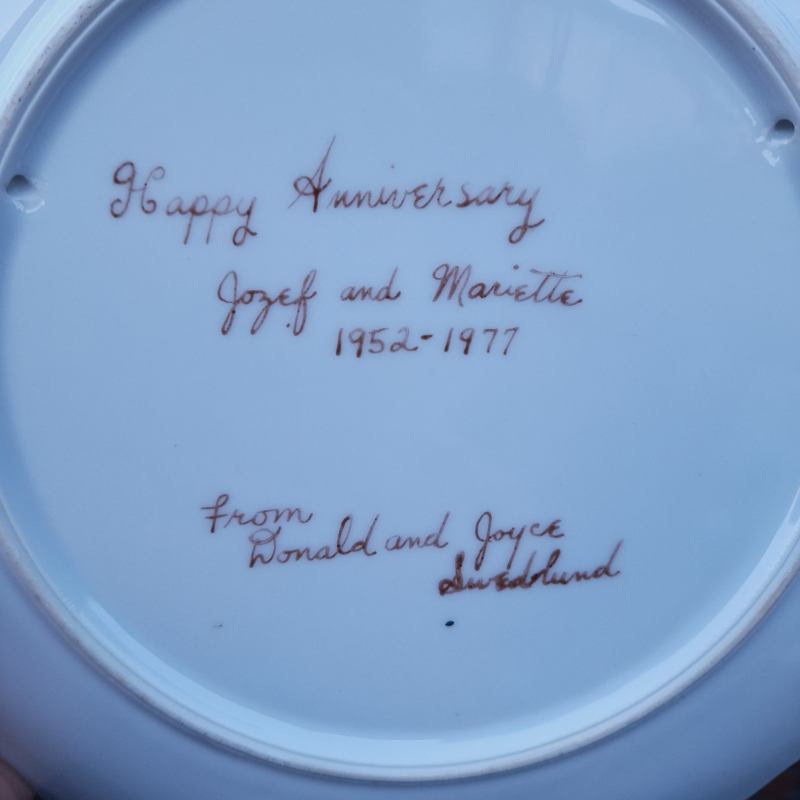 Happy Anniversary
Jozef and Mariette
1952-1977
From
Donald and Joyce
Swedlund